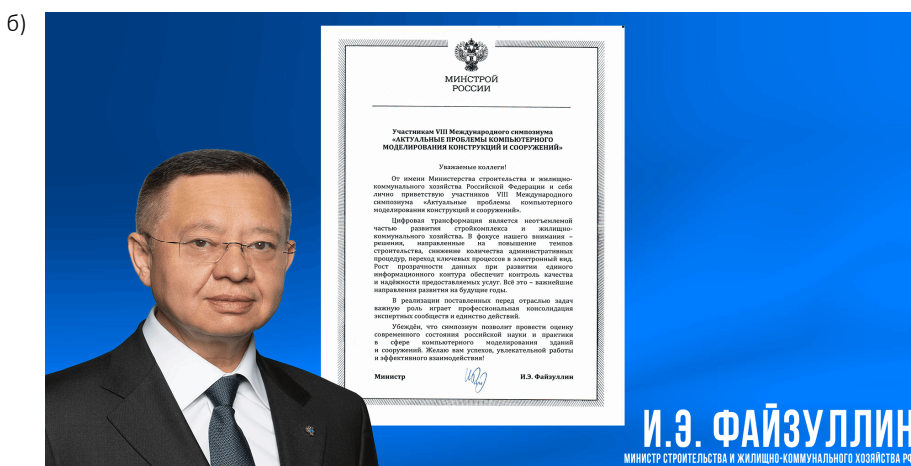 б)
МИНСТРОЙ
РОССИИ
Участникам VIII Международного симпозиума
«АКТУАЛЬНЫЕ ПРОБЛЕМЫ КОМПЬЮТЕРНОГО
МОДЕЛИРОВАНИЯ КОНСТРУКЦИЙ И СООРУЖЕНИЙ»
Уважаемые коллеги!
От имени Министерства строительства и жилищно-
коммунального хозяйства Российской Федерации и себя
лично приветствую участников VIII Международного
симпозиума «Актуальные проблемы компьютерного
моделирования конструкций и сооружений».
Цифровая трансформация является неотъемлемой
частью развития стройкомплекса и жилищно-
коммунального хозяйства. В фокусе нашего внимания –
решения, направленные на повышение темпов
строительства, снижение количества административных
процедур, переход ключевых процессов в электронный вид.
Рост прозрачности данных при развитии единого
информационного контура обеспечит контроль качества
и надёжности предоставляемых услуг. Всё это – важнейшие
направления развития на будущие годы.
В реализации поставленных перед отраслью задач
важную роль играет профессиональная консолидация
экспертных сообществ и единство действий.
Убеждён, что симпозиум позволит провести оценку
современного состояния российской науки и практики
в сфере компьютерного моделирования зданий
и сооружений. Желаю вам успехов, увлекательной работы
и эффективного взаимодействия!
Министр И.Э. Файзуллин
И.Э. ФАЙЗУЛЛИН
МИНИСТР СТРОИТЕЛЬСТВА И ЖИЛИЩНО-КОММУНАЛЬНОГО ХОЗЯЙСТВА РФ